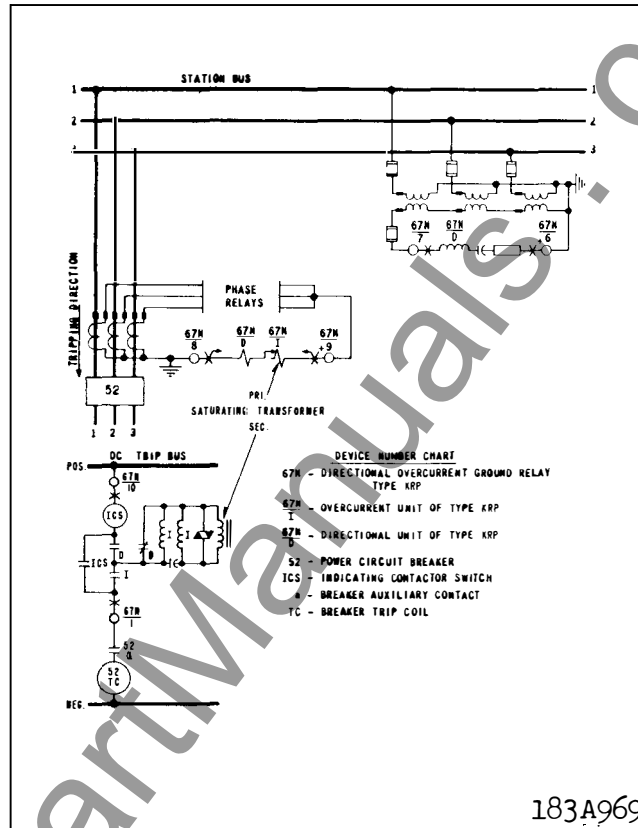 STATION BUS
1
1
2
2
3
67N
7
67N
D
67N
+6
TRIPPING DIRECTION
PHASE
RELAYS
67N
8
67N
D
67N
I
67N
+9
52
1 2 3
PRI.
SATURATING TRANSFORMER
SEC.
DC TRIP BUS
POS.
67N
10
ICS
D
ICS
I
D
I
I
67N
1
52
a
52
TC
NEG.
DEVICE NUMBER CHART
67N - DIRECTIONAL OVERCURRENT GROUND RELAY
TYPE KRP
67N
I - OVERCURRENT UNIT OF TYPE KRP
67N
D - DIRECTIONAL UNIT OF TYPE KRP
52 - POWER CIRCUIT BREAKER
ICS - INDICATING CONTACTOR SWITCH
a - BREAKER AUXILIARY CONTACT
TC - BREAKER TRIP COIL
183A969
artManuals.c